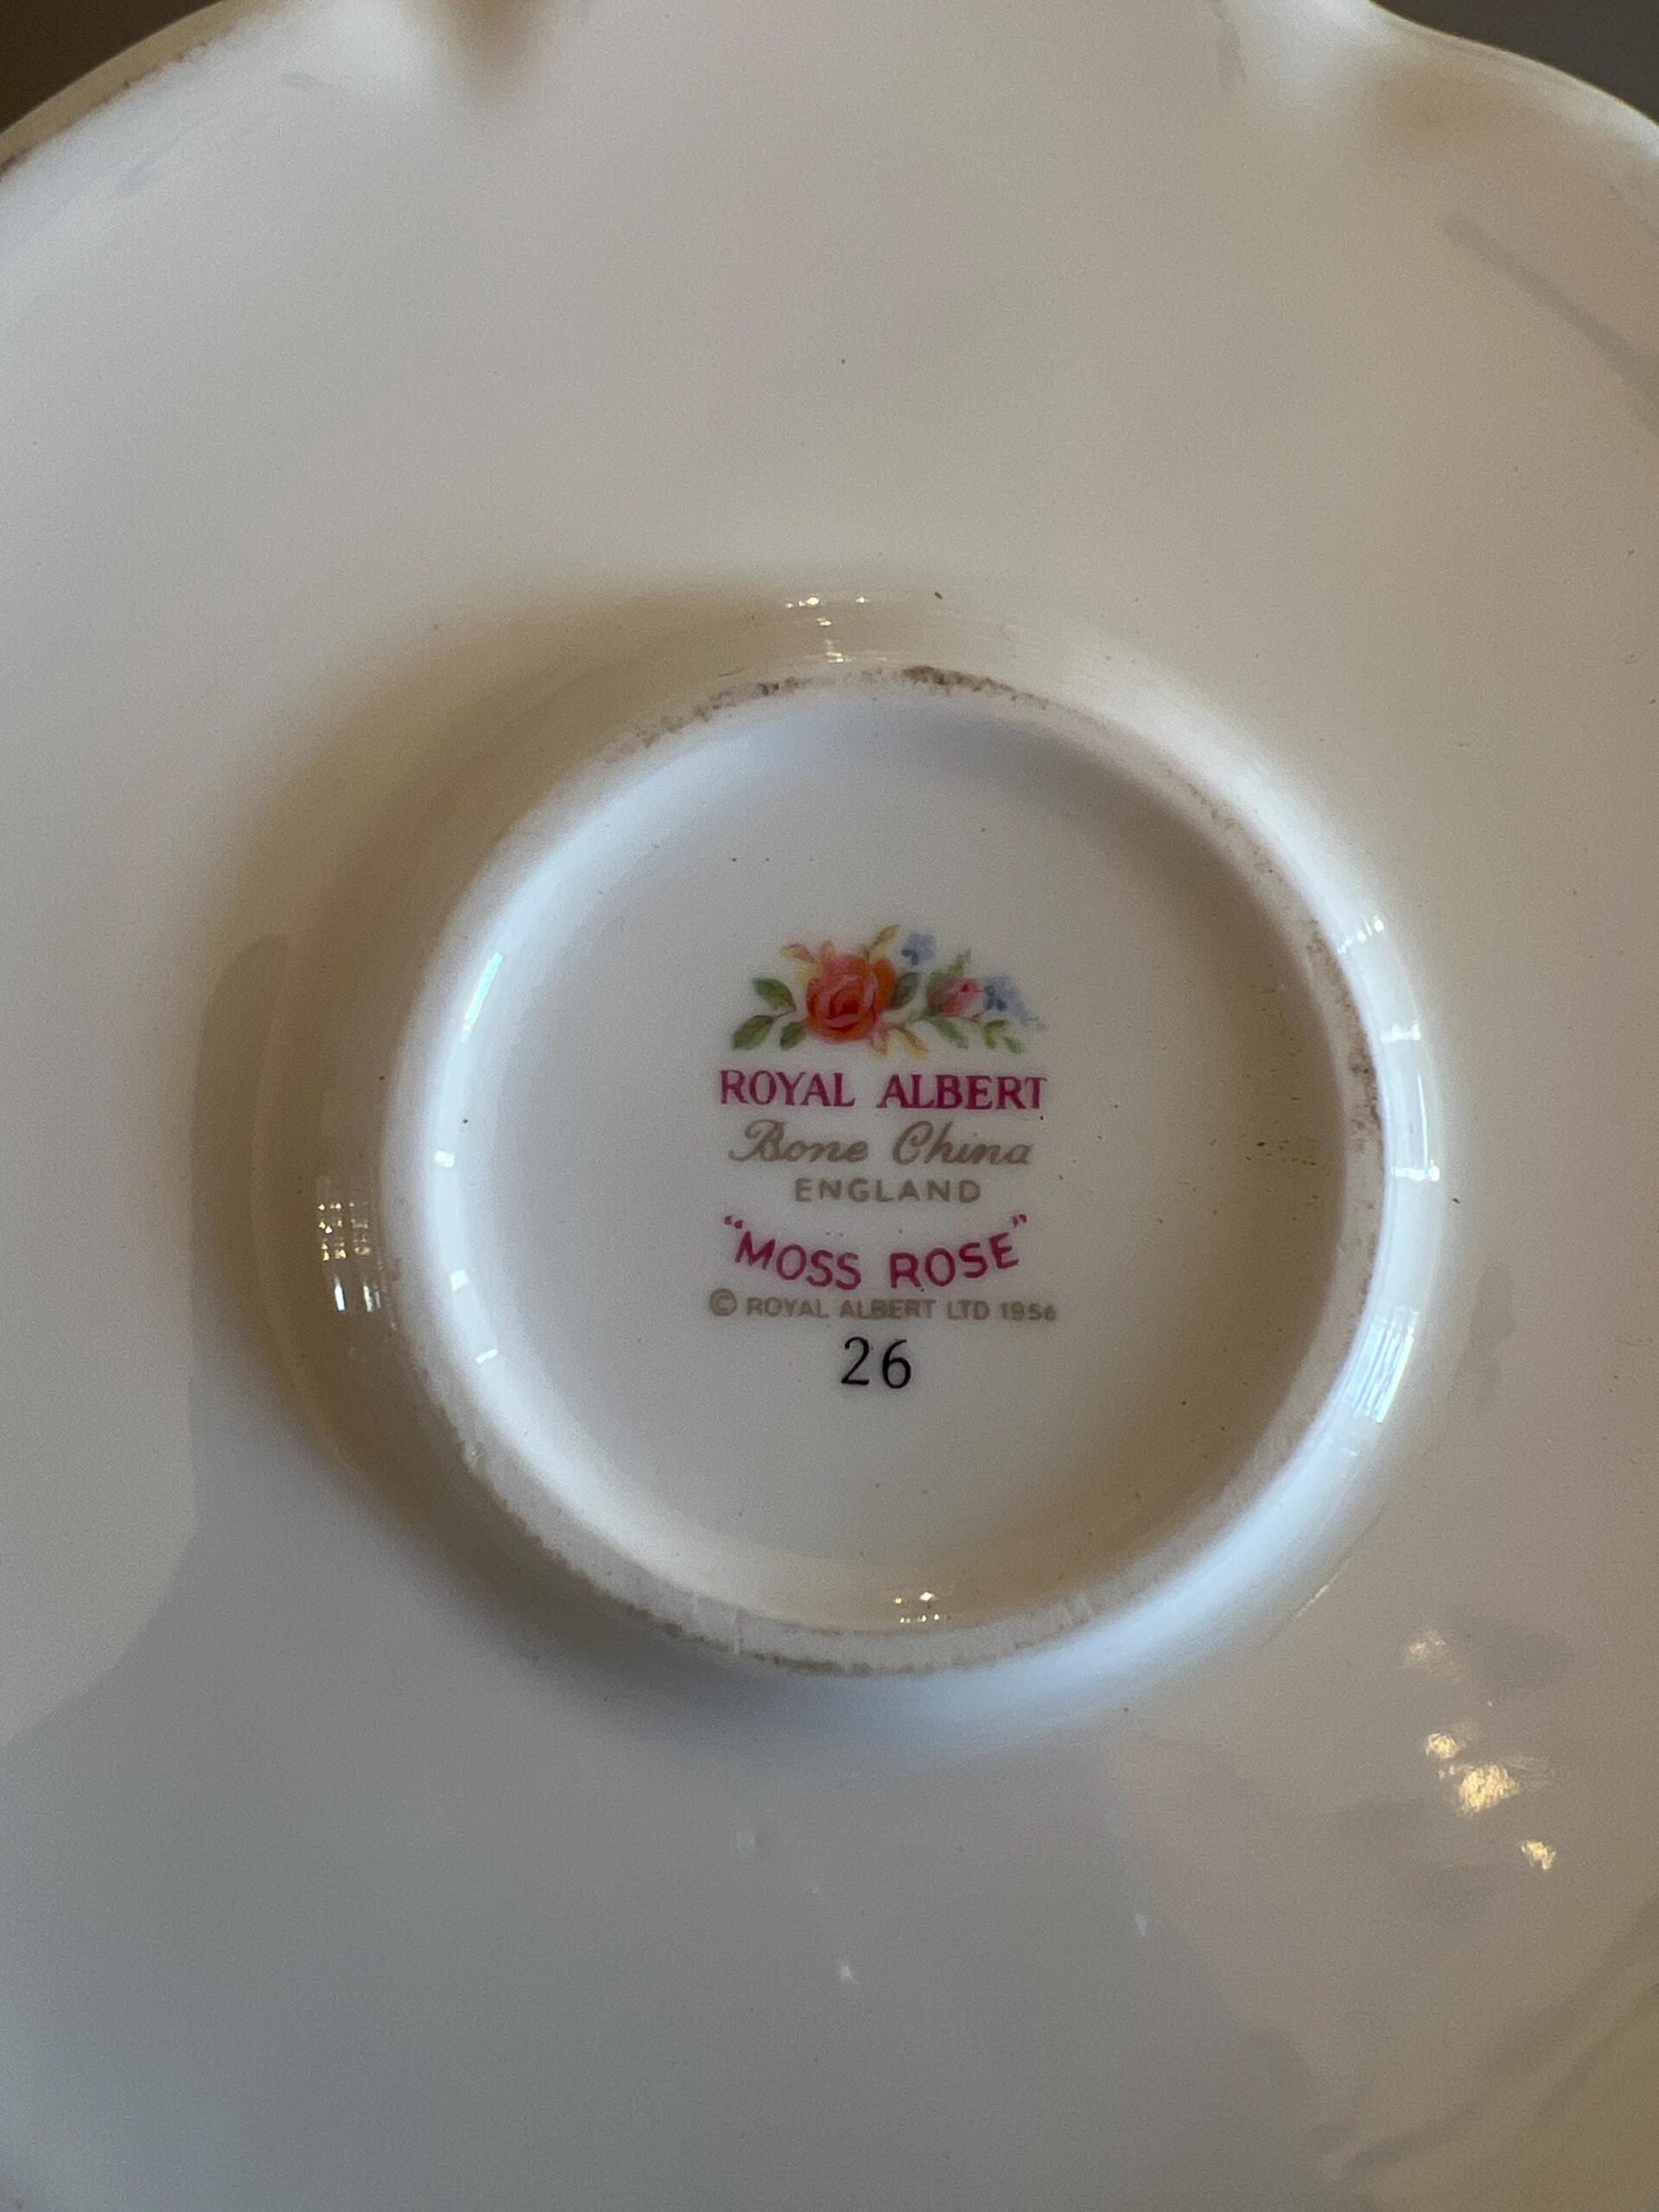 ROYAL ALBERT
Bone China
ENGLAND
"MOSS ROSE"
© ROYAL ALBERT LTD 1956
26